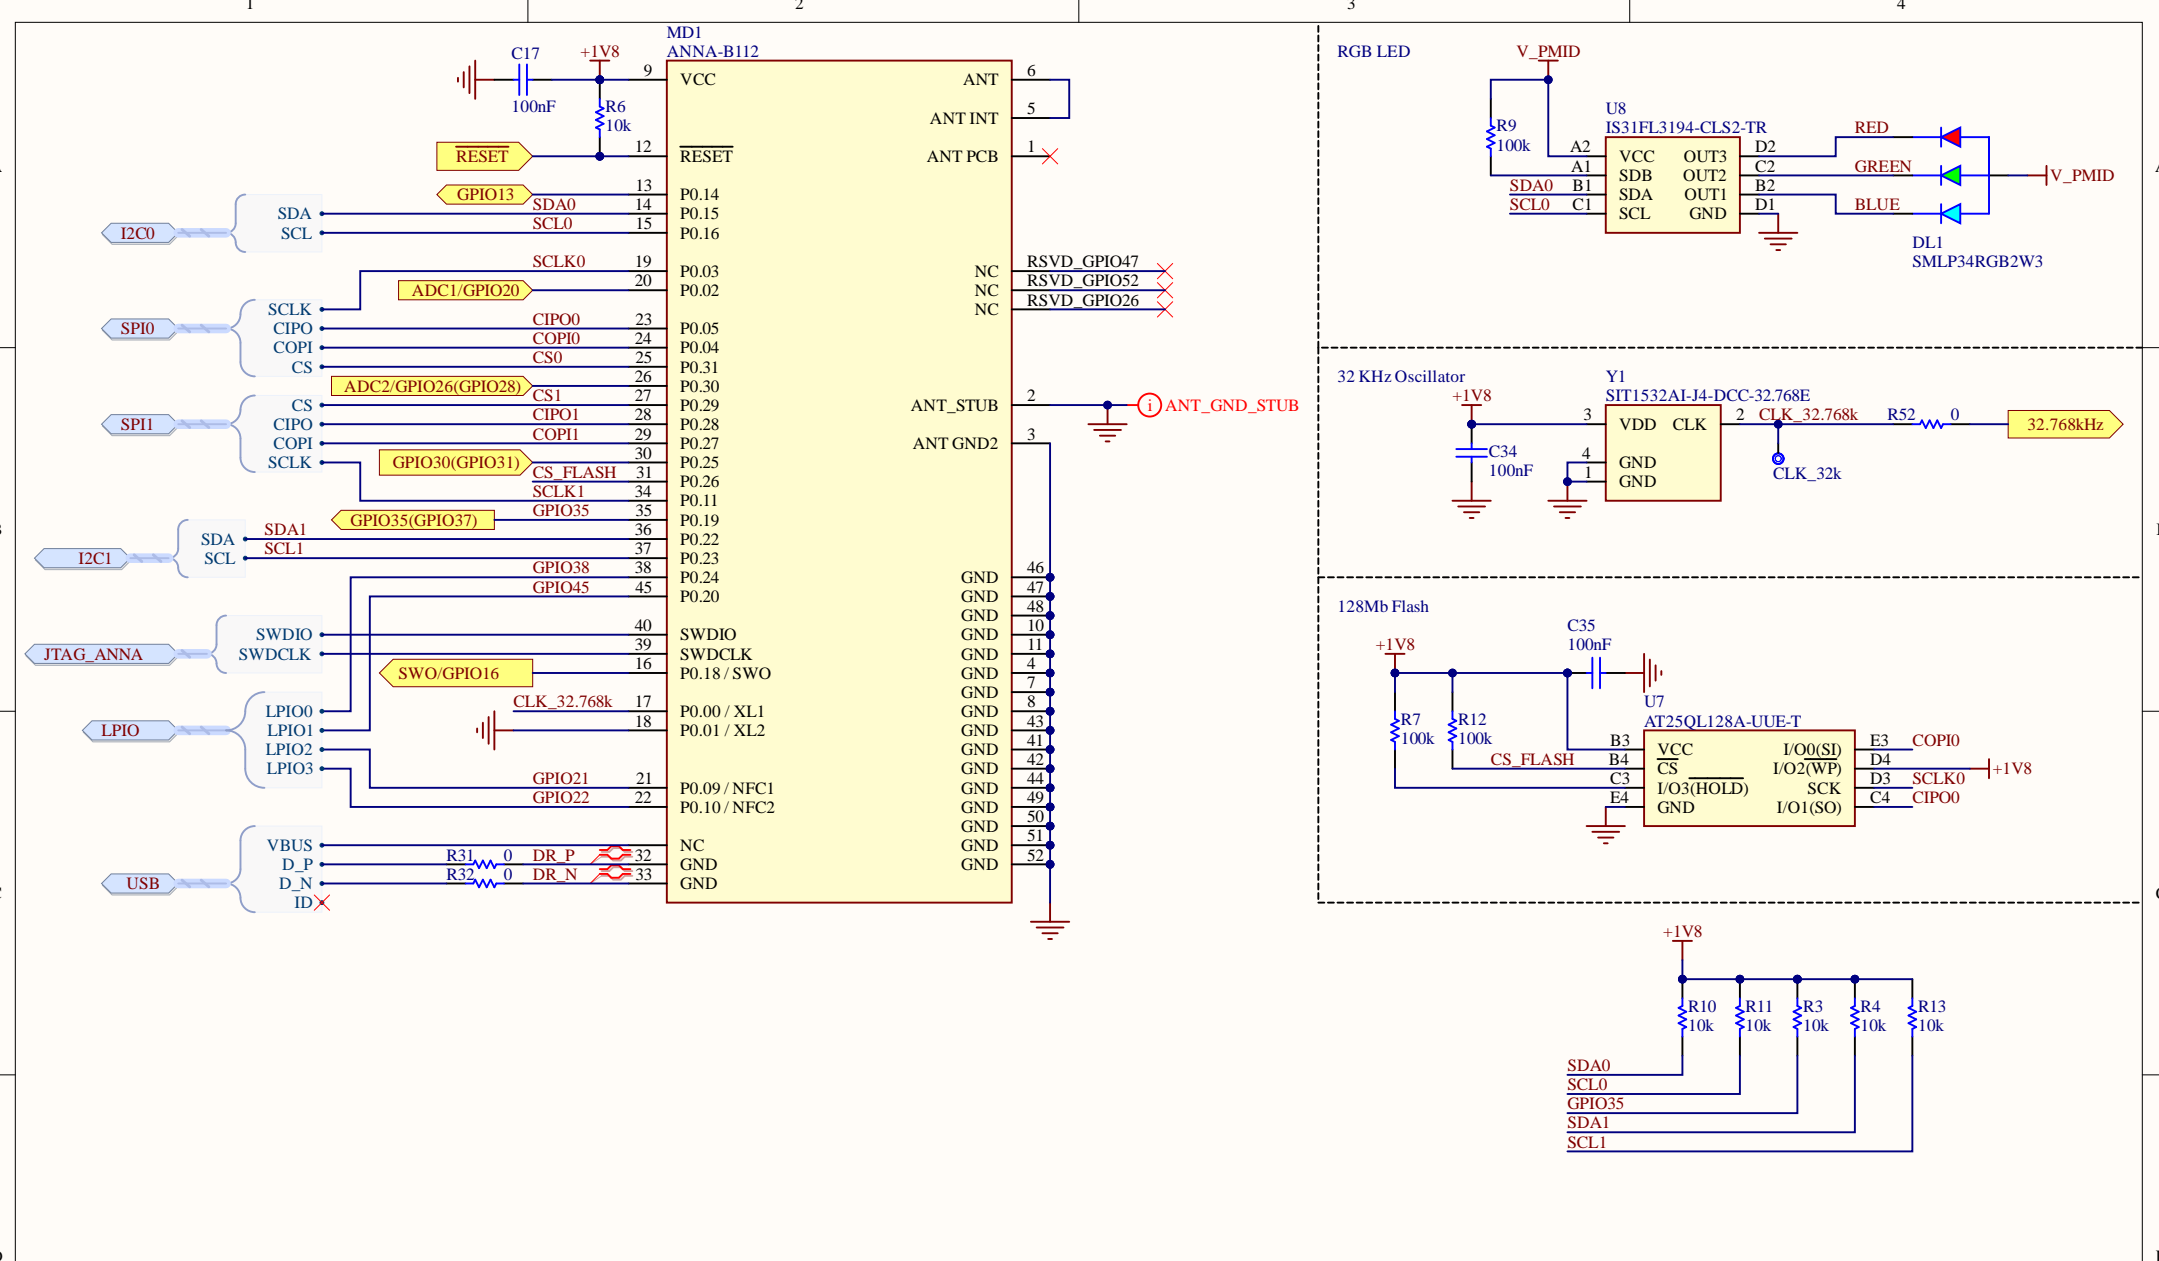 1
2
3
4
MD1
ANNA-B112
C17
100nF
+1V8
R6
10k
9
VCC
RESET
12
RESET
GPIO13
13
P0.14
SDA0
14
P0.15
SCL0
15
P0.16
I2C0
SDA
SCL
SCLK0
19
P0.03
ADC1/GPIO20
20
P0.02
SPI0
SCLK
CIPO
COPI
CS
CIPO0
23
P0.05
COPI0
24
P0.04
CS0
25
P0.31
ADC2/GPIO26(GPIO28)
26
P0.30
SPI1
CS
CIPO
COPI
SCLK
CS1
27
P0.29
CIPO1
28
P0.28
COPI1
29
P0.27
GPIO30(GPIO31)
30
P0.25
CS_FLASH
31
P0.26
SCLK1
34
P0.11
GPIO35(GPIO37)
GPIO35
35
P0.19
I2C1
SDA
SCL
SDA1
36
P0.22
SCL1
37
P0.23
GPIO38
38
P0.24
GPIO45
45
P0.20
JTAG_ANNA
SWDIO
SWDCLK
40
SWDIO
39
SWDCLK
SWO/GPIO16
16
P0.18 / SWO
CLK_32.768k
17
P0.00 / XL1
18
P0.01 / XL2
LPIO
LPIO0
LPIO1
LPIO2
LPIO3
GPIO21
21
P0.09 / NFC1
GPIO22
22
P0.10 / NFC2
USB
VBUS
D_P
D_N
ID
NC
R31 0
DR_P
32
GND
R32 0
DR_N
33
GND
ANT
6
ANT INT
5
ANT PCB
1
NC
RSVD_GPIO47
NC
RSVD_GPIO52
NC
RSVD_GPIO26
ANT_STUB
2
ANT_GND_STUB
ANT GND2
3
GND
46
GND
47
GND
48
GND
10
GND
11
GND
4
GND
7
GND
8
GND
43
GND
41
GND
42
GND
44
GND
49
GND
50
GND
51
GND
52
RGB LED
V_PMID
R9
100k
U8
IS31FL3194-CLS2-TR
A2
VCC
OUT3
D2
RED
A1
SDB
OUT2
C2
GREEN
SDA0
B1
SDA
OUT1
B2
BLUE
SCL0
C1
SCL
GND
D1
V_PMID
DL1
SMLP34RGB2W3
32 KHz Oscillator
+1V8
C34
100nF
Y1
SIT1532AI-J4-DCC-32.768E
3
VDD
CLK
2
CLK_32.768k
R52 0
32.768kHz
4
GND
1
GND
CLK_32k
128Mb Flash
+1V8
C35
100nF
R7
100k
R12
100k
U7
AT25QL128A-UUE-T
B3
VCC
I/O0(SI)
E3
COPI0
CS_FLASH
B4
CS
I/O2(WP)
D4
+1V8
C3
I/O3(HOLD)
SCK
D3
SCLK0
E4
GND
I/O1(SO)
C4
CIPO0
+1V8
R10
10k
R11
10k
R3
10k
R4
10k
R13
10k
SDA0
SCL0
GPIO35
SDA1
SCL1